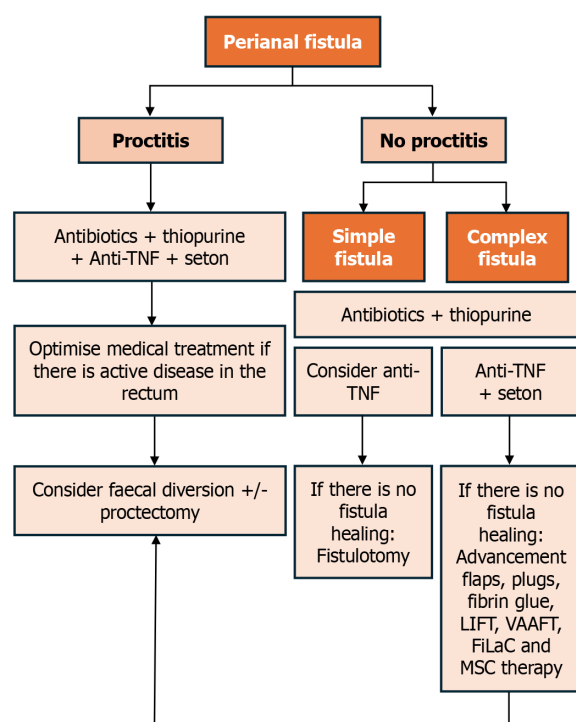 Perianal fistula
Proctitis
No proctitis
Antibiotics + thiopurine
+ Anti-TNF + seton
Simple
fistula
Complex
fistula
Antibiotics + thiopurine
Optimise medical treatment if
there is active disease in the
rectum
Consider anti-
TNF
Anti-TNF
+ seton
Consider faecal diversion +/-
proctectomy
If there is no
fistula
healing:
Fistulotomy
If there is no
fistula
healing:
Advancement
flaps, plugs,
fibrin glue,
LIFT, VAAFT,
FiLaC and
MSC therapy